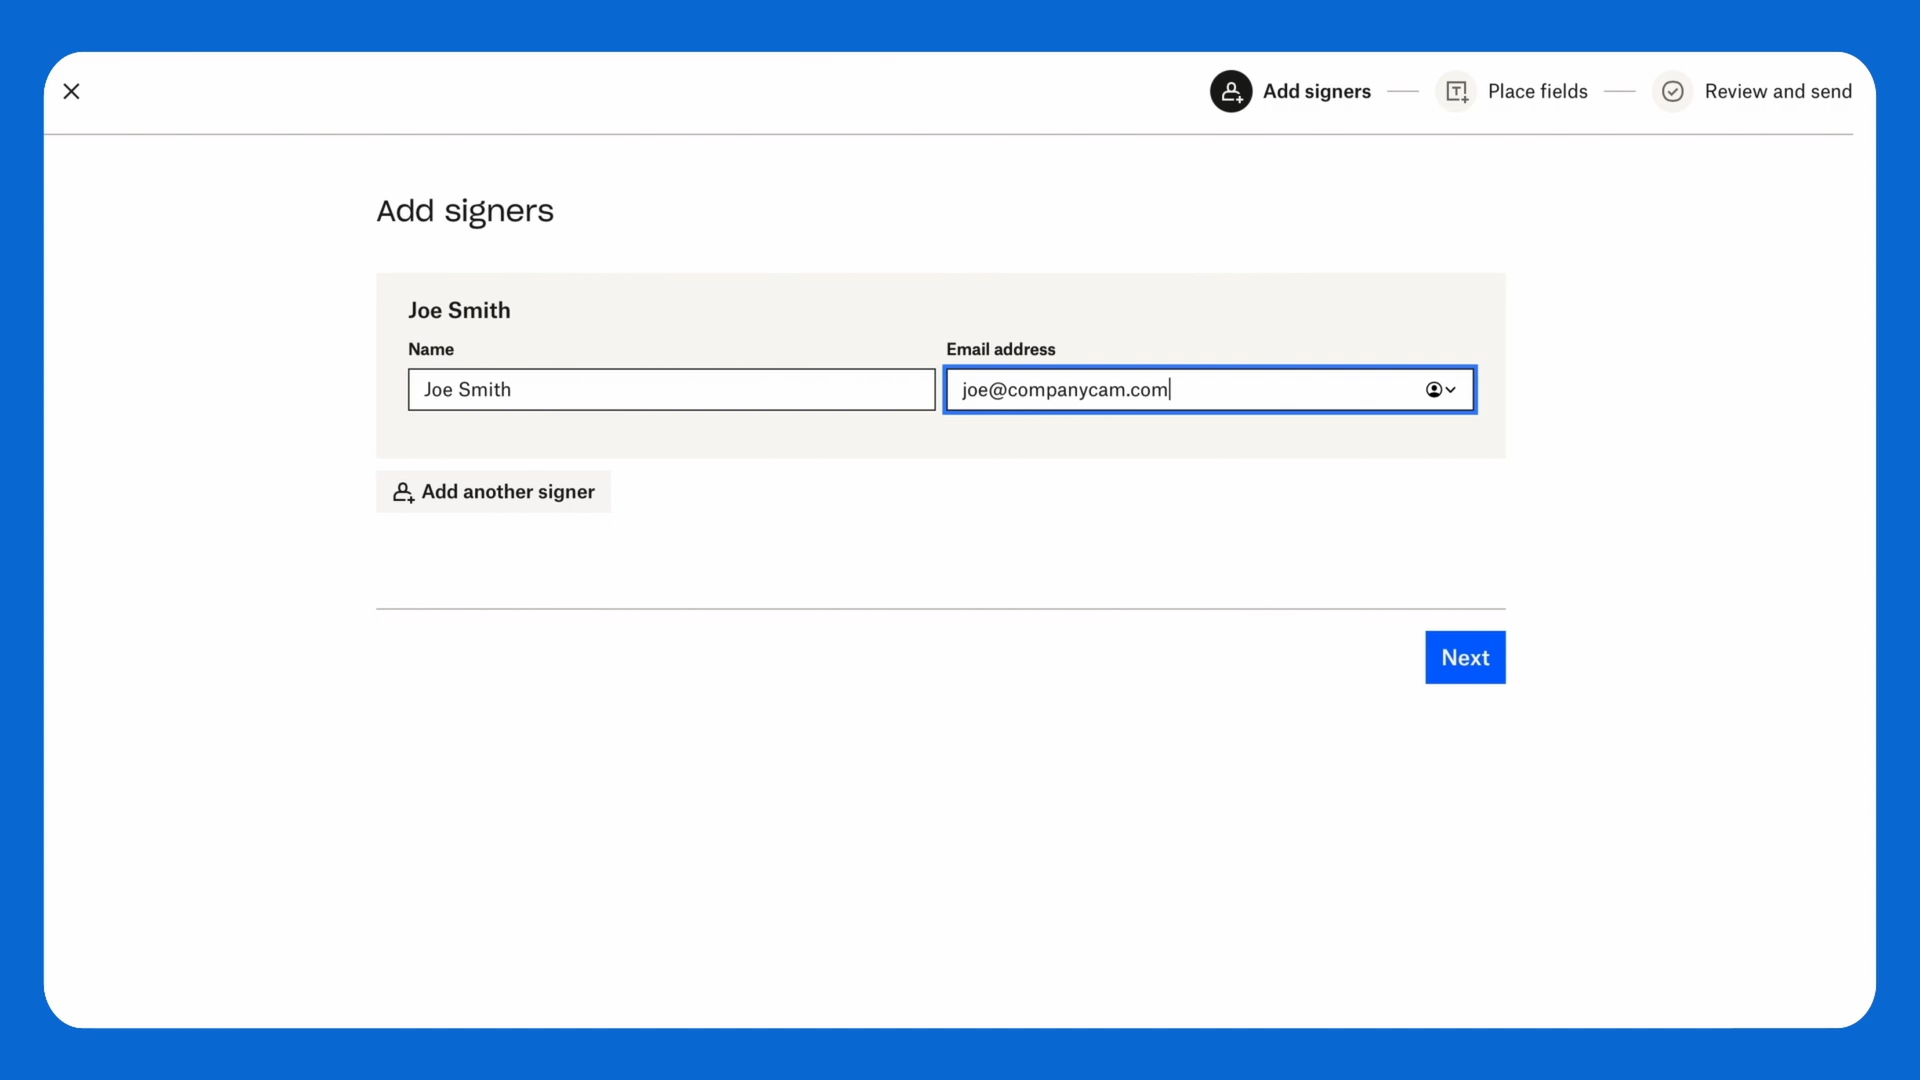 Add signers
Place fields
Review and send
Add signers
Joe Smith
Name
Email address
Joe Smith
joe@companycam.com
Add another signer
Next